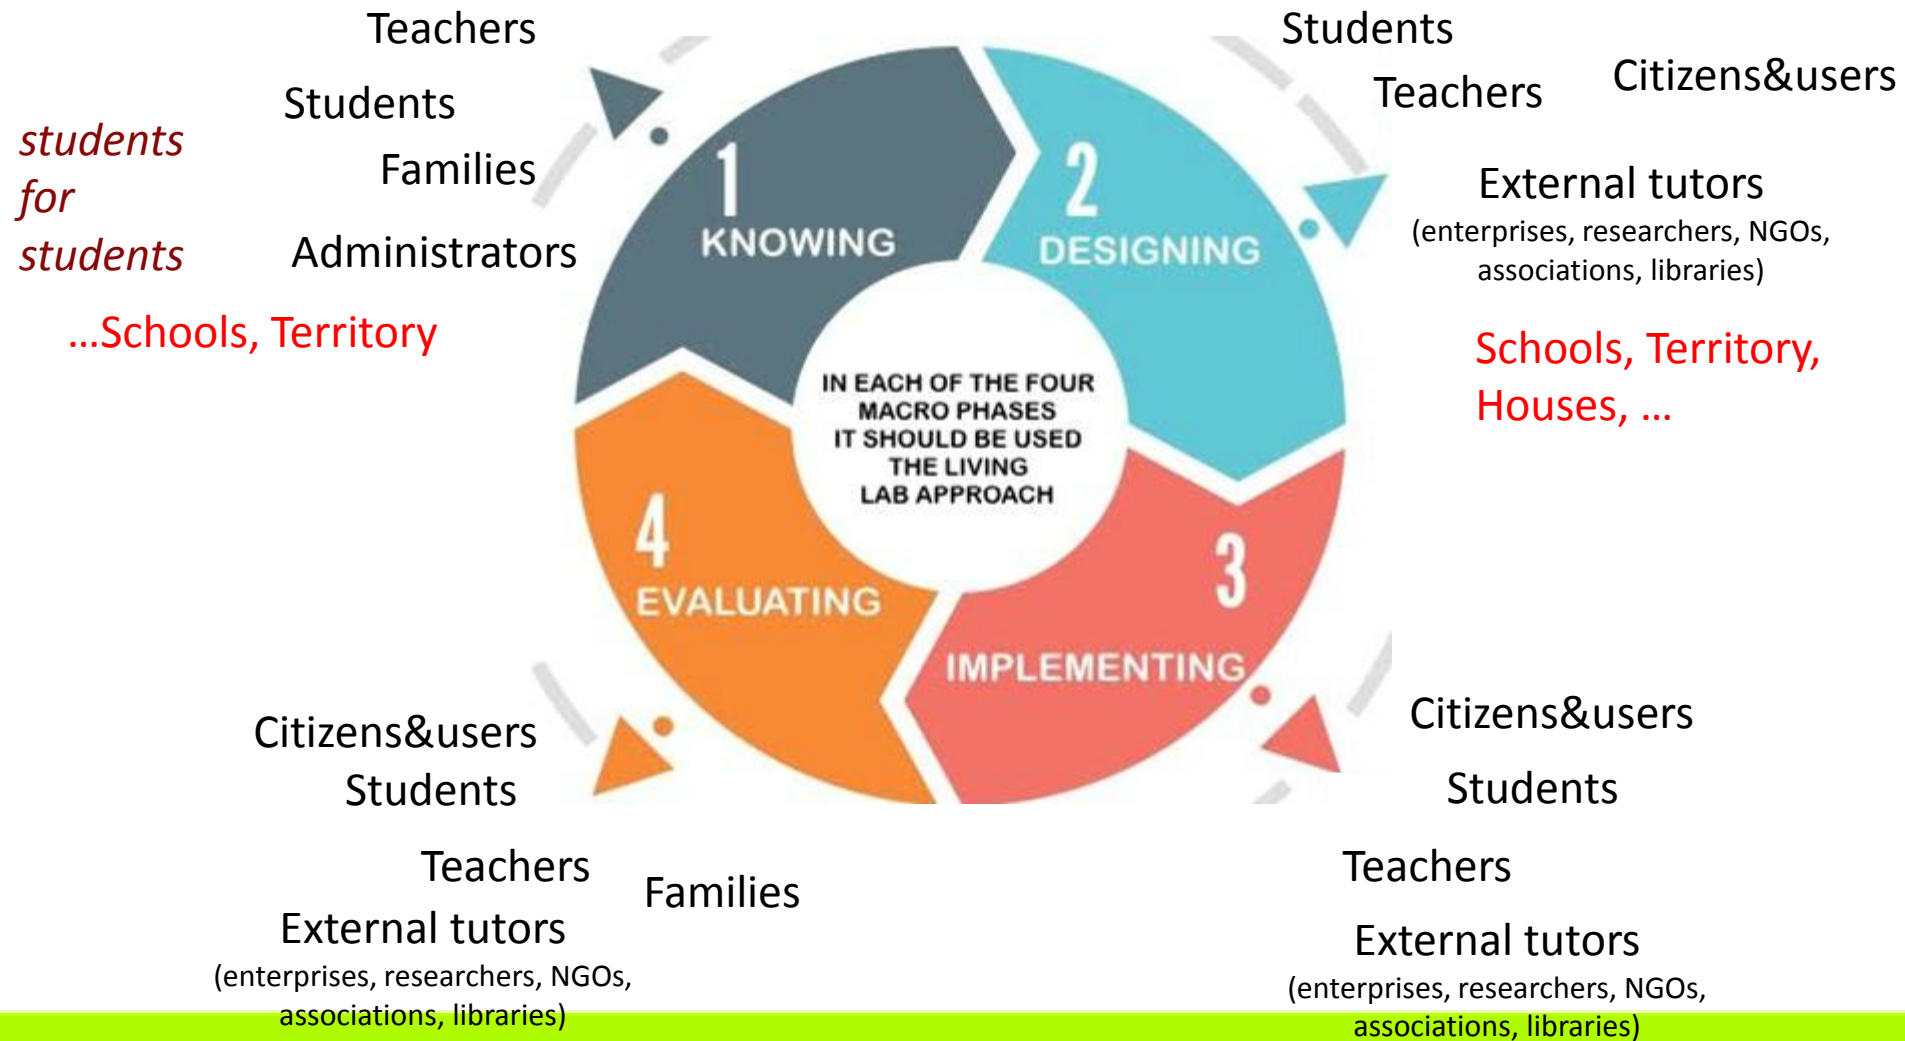 Teachers
Students
students
for
students
Families
Administrators
...Schools, Territory
1
KNOWING
Students
Teachers
Citizens&users
External tutors
(enterprises, researchers, NGOs,
associations, libraries)
Schools, Territory,
Houses, ...
2
DESIGNING
IN EACH OF THE FOUR
MACRO PHASES
IT SHOULD BE USED
THE LIVING
LAB APPROACH
3
IMPLEMENTING
Citizens&users
Students
Teachers
External tutors
(enterprises, researchers, NGOs,
associations, libraries)
4
EVALUATING
Citizens&users
Students
Teachers
Families
External tutors
(enterprises, researchers, NGOs,
associations, libraries)